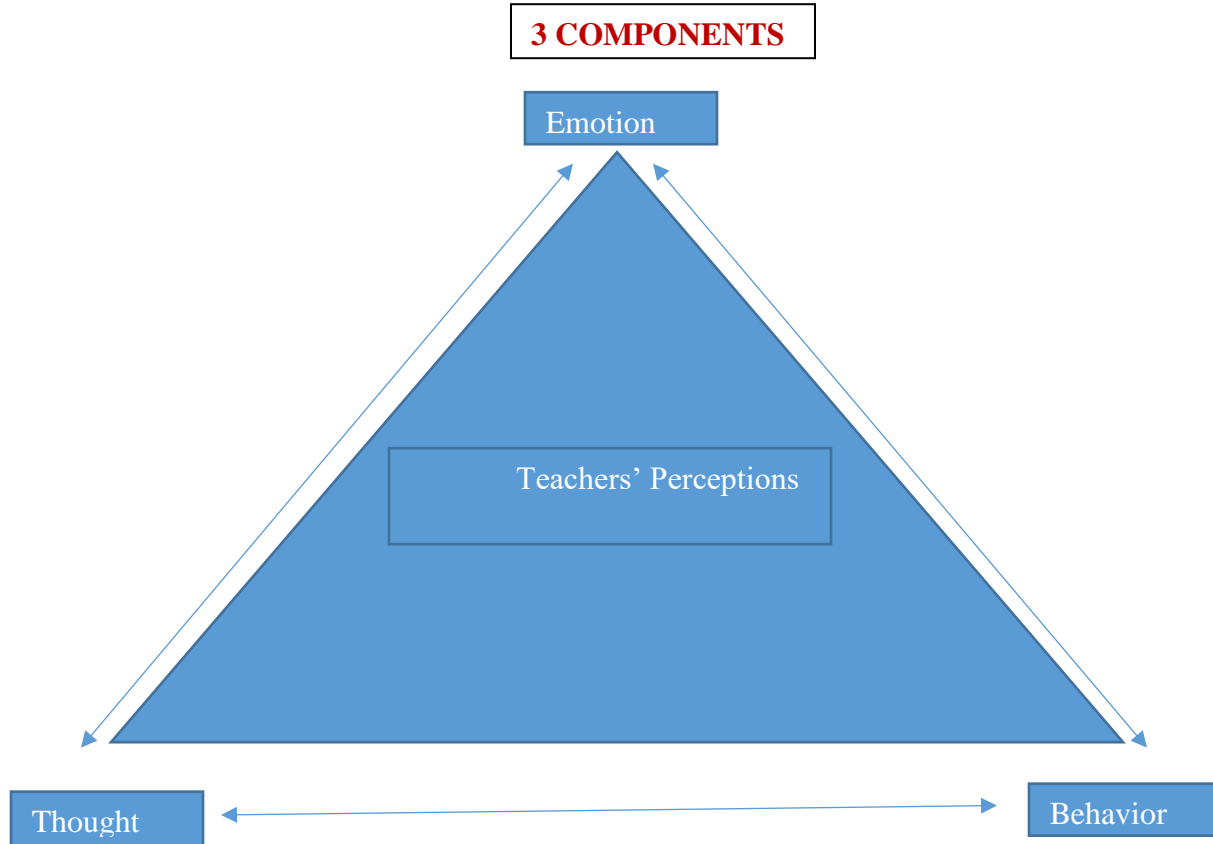 3 COMPONENTS
Emotion
Teachers’ Perceptions
Thought
Behavior